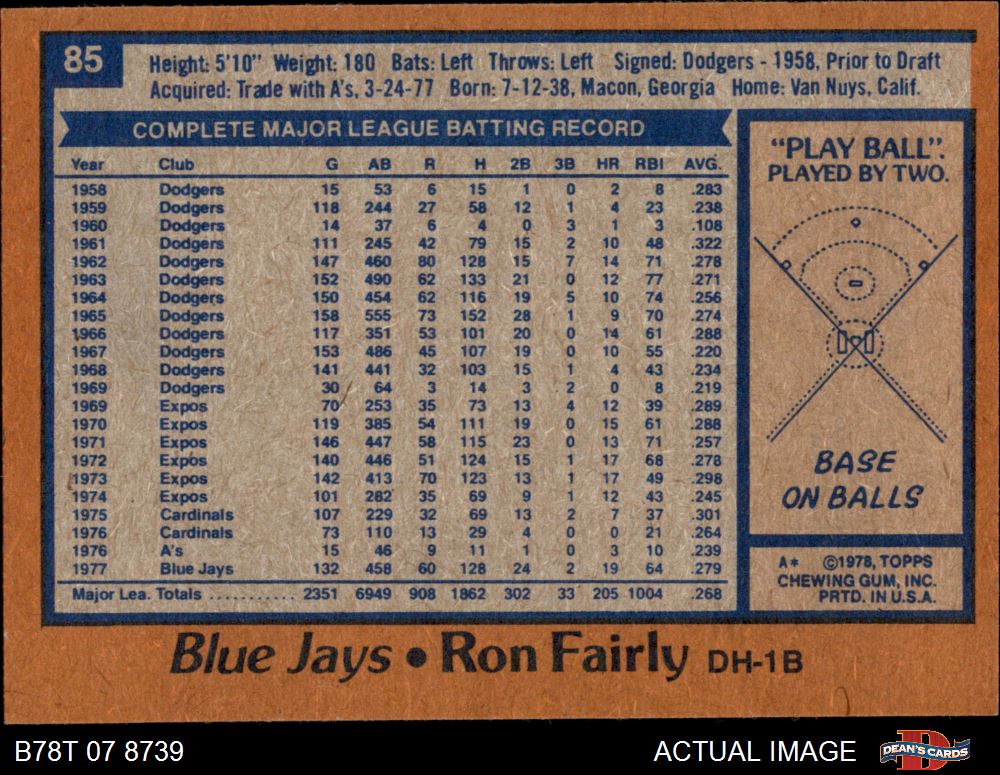 85
Height: 5'10" Weight: 180 Bats: Left Throws: Left Signed: Dodgers - 1958, Prior to Draft
Acquired: Trade with A's, 3-24-77 Born: 7-12-38, Macon, Georgia Home: Van Nuys, Calif.
COMPLETE MAJOR LEAGUE BATTING RECORD
Year Club G AB R H 2B 3B HR RBI AVG.
1958 Dodgers 15 53 6 15 1 0 2 8 .283
1959 Dodgers 118 244 27 58 12 1 4 23 .238
1960 Dodgers 14 37 6 4 0 3 1 3 .108
1961 Dodgers 111 245 42 79 15 2 10 48 .322
1962 Dodgers 147 460 80 128 15 7 14 71 .278
1963 Dodgers 152 490 62 133 21 0 12 77 .271
1964 Dodgers 150 454 62 116 19 5 10 74 .256
1965 Dodgers 158 555 73 152 28 1 9 70 .274
1966 Dodgers 117 351 53 101 20 0 14 61 .288
1967 Dodgers 153 486 45 107 19 0 10 55 .220
1968 Dodgers 141 441 32 103 15 1 4 43 .234
1969 Dodgers 30 64 3 14 3 2 0 8 .219
1969 Expos 70 253 35 73 13 4 12 39 .289
1970 Expos 119 385 54 111 19 0 15 61 .288
1971 Expos 146 447 58 115 23 0 13 71 .257
1972 Expos 140 446 51 124 15 1 17 68 .278
1973 Expos 142 413 70 123 13 1 17 49 .298
1974 Expos 101 282 35 69 9 1 12 43 .245
1975 Cardinals 107 229 32 69 13 2 7 37 .301
1976 Cardinals 73 110 13 29 4 0 0 21 .264
1976 A's 15 46 9 11 1 0 3 10 .239
1977 Blue Jays 132 458 60 128 24 2 19 64 .279
Major Lea. Totals ........... 2351 6949 908 1862 302 33 205 1004 .268
"PLAY BALL".
PLAYED BY TWO.
BASE
ON BALLS
A* ©1978, TOPPS
CHEWING GUM, INC.
PRTD. IN U.S.A.
Blue Jays • Ron Fairly DH-1B
B78T 07 8739
ACTUAL IMAGE
D
DEAN'S CARDS